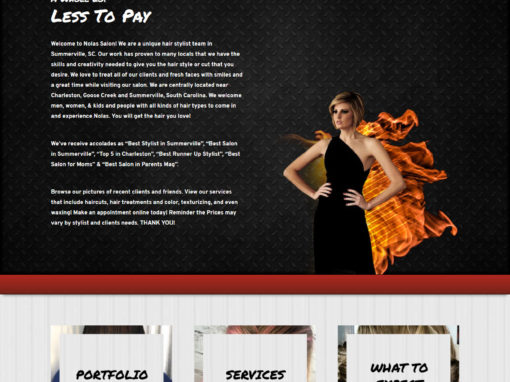 Less To Pay
Welcome to Nolas Salon! We are a unique hair stylist team in
Summerville, SC. Our work has proven to many locals that we have the
skills and creativity needed to give you the hair style or cut that you
desire. We love to treat all of our clients and fresh faces with smiles and
a great time while visiting our salon. We are centrally located near
Charleston, Goose Creek and Summerville, South Carolina. We welcome
men, women, & kids and people with all kinds of hair types to come in
and experience Nolas. You will get the hair you love!
We've receive accolades as "Best Stylist in Summerville", "Best Salon
in Summerville", "Top 5 in Charleston", "Best Runner Up Stylist", "Best
Salon for Moms" & "Best Salon in Parents Mag".
Browse our pictures of recent clients and friends. View our services
that include haircuts, hair treatments and color, texturizing, and even
waxing! Make an appointment online today! Reminder the Prices may
vary by stylist and clients needs. THANK YOU!
PORTFOLIO
SERVICES
WHAT TO
EXPECT